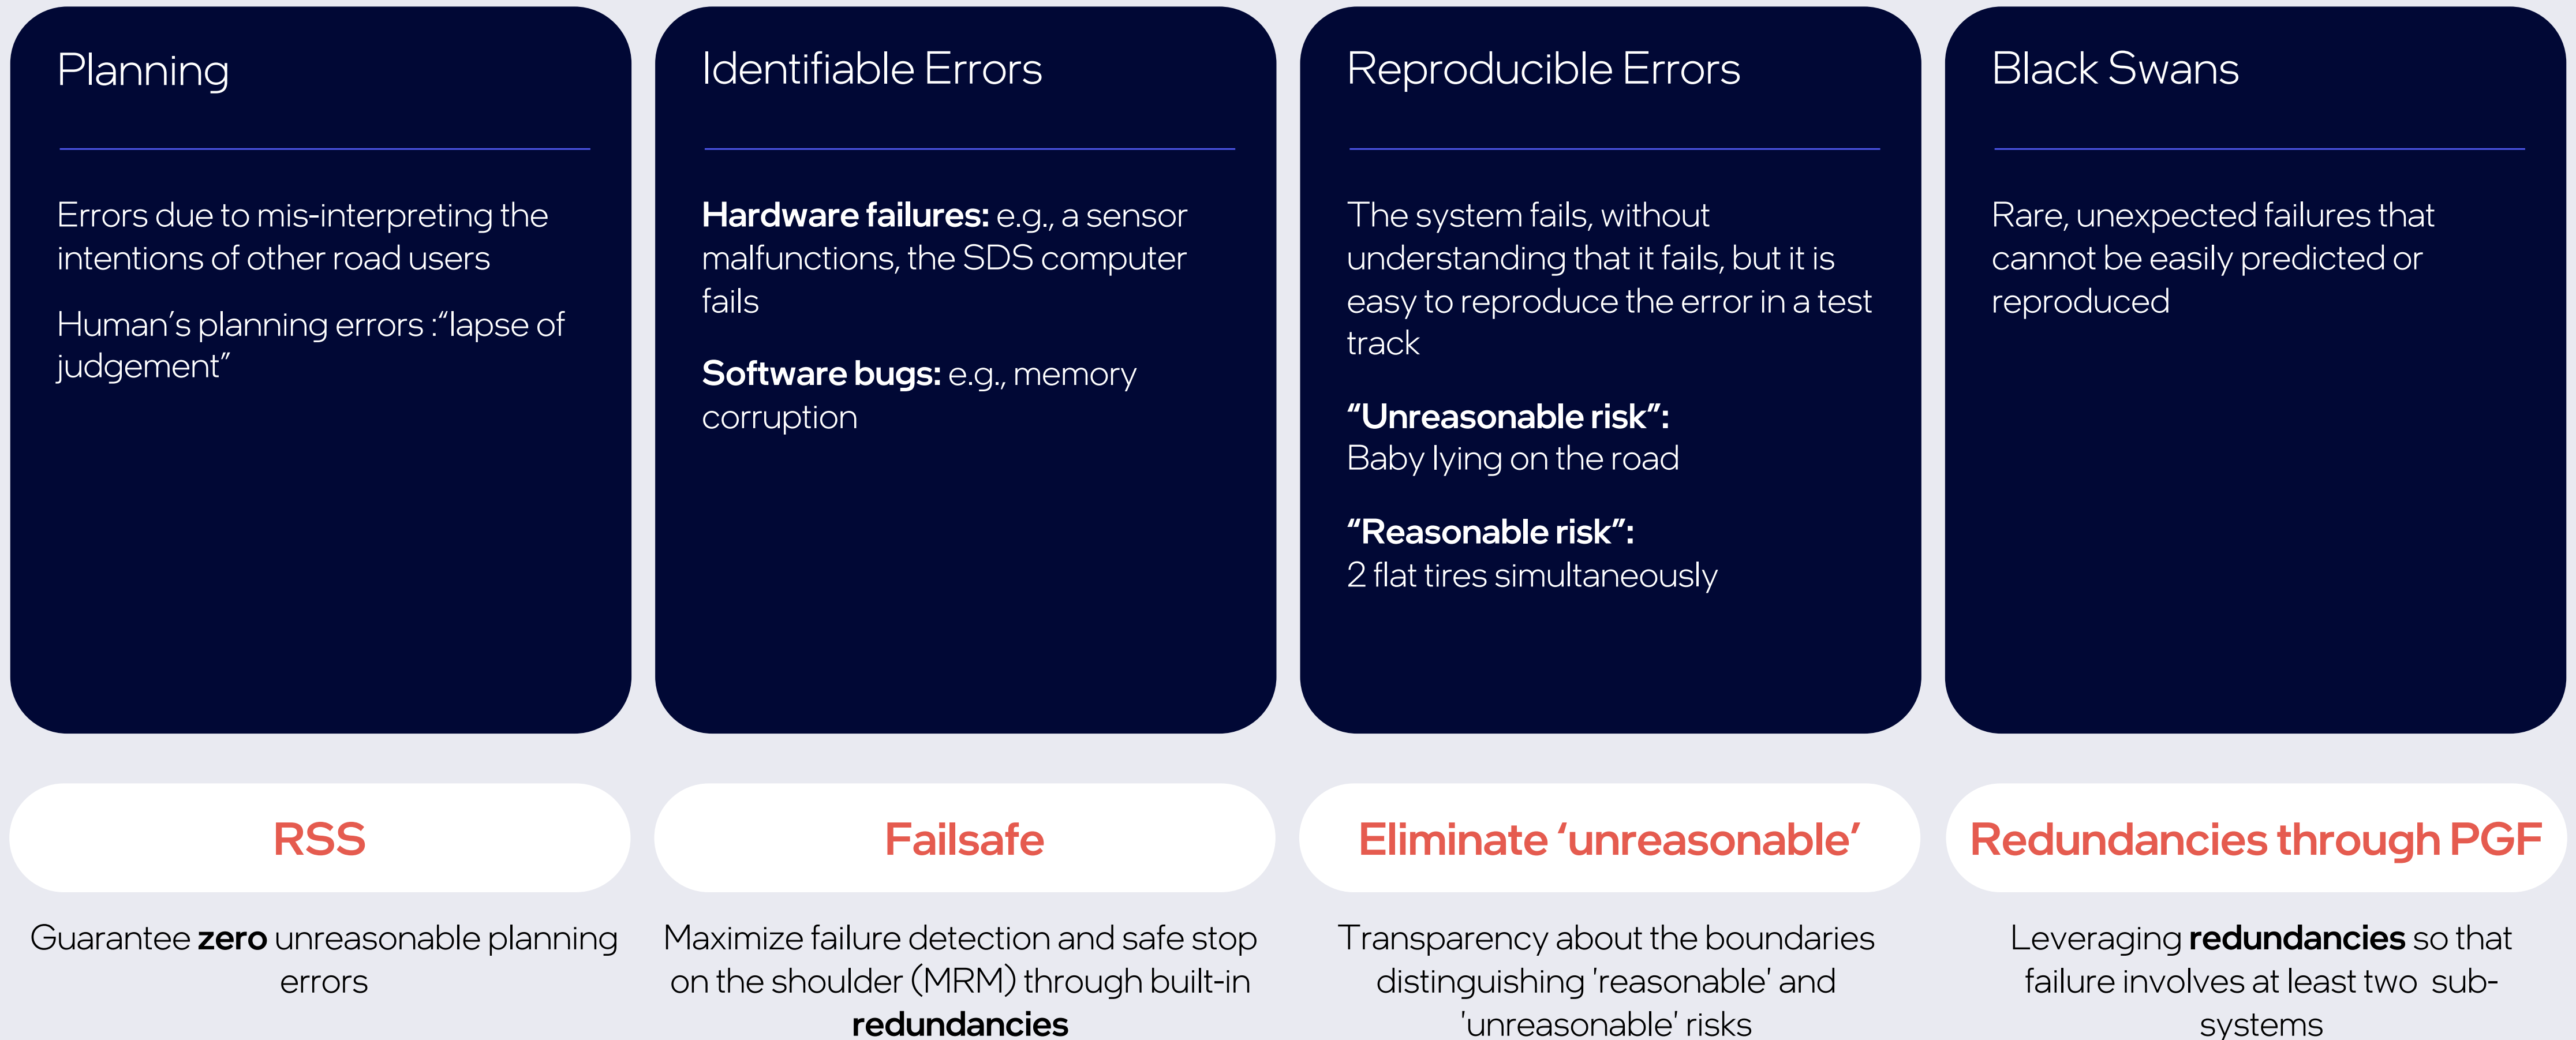 Planning
Errors due to mis-interpreting the
intentions of other road users
Human's planning errors :“lapse of
judgement”
Identifiable Errors
Hardware failures: e.g., a sensor
malfunctions, the SDS computer
fails
Software bugs: e.g., memory
corruption
Reproducible Errors
The system fails, without
understanding that it fails, but it is
easy to reproduce the error in a test
track
“Unreasonable risk”:
Baby lying on the road
“Reasonable risk”:
2 flat tires simultaneously
Black Swans
Rare, unexpected failures that
cannot be easily predicted or
reproduced
RSS
Guarantee zero unreasonable planning
errors
Failsafe
Maximize failure detection and safe stop
on the shoulder (MRM) through built-in
redundancies
Eliminate ‘unreasonable’
Transparency about the boundaries
distinguishing 'reasonable' and
'unreasonable' risks
Redundancies through PGF
Leveraging redundancies so that
failure involves at least two  sub-
systems